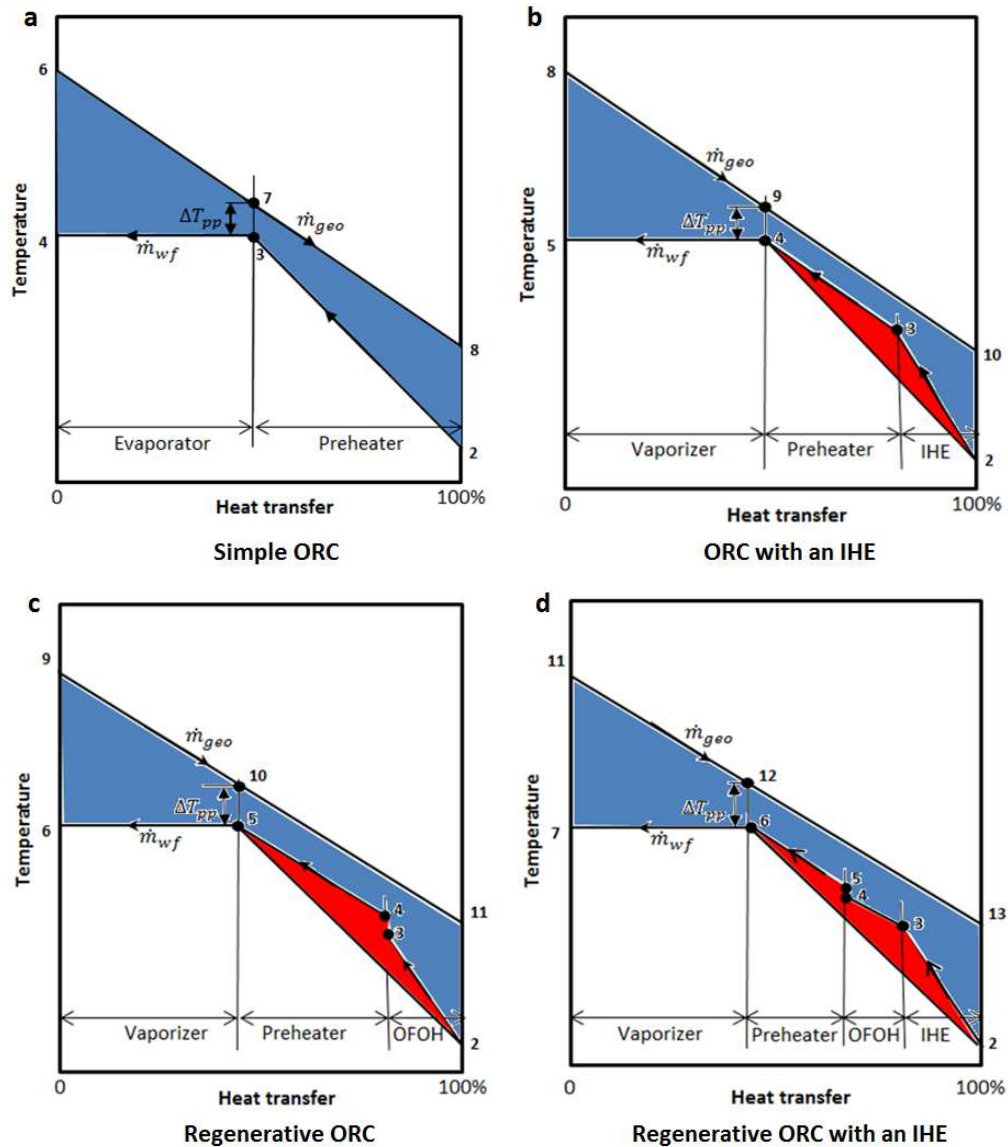 a
6
7
ΔT_pp
ṁ_geo
4
ṁ_wf
3
8
2
Evaporator
Preheater
0
100%
Temperature
Heat transfer
Simple ORC
b
8
ṁ_geo
9
ΔT_pp
5
4
ṁ_wf
3
10
2
Vaporizer
Preheater
IHE
0
100%
Temperature
Heat transfer
ORC with an IHE
c
9
ṁ_geo
10
ΔT_pp
6
5
ṁ_wf
4
3
11
2
Vaporizer
Preheater
OFOH
0
100%
Temperature
Heat transfer
Regenerative ORC
d
11
ṁ_geo
12
ΔT_pp
7
6
ṁ_wf
5
4
3
13
2
Vaporizer
Preheater
OFOH
IHE
0
100%
Temperature
Heat transfer
Regenerative ORC with an IHE